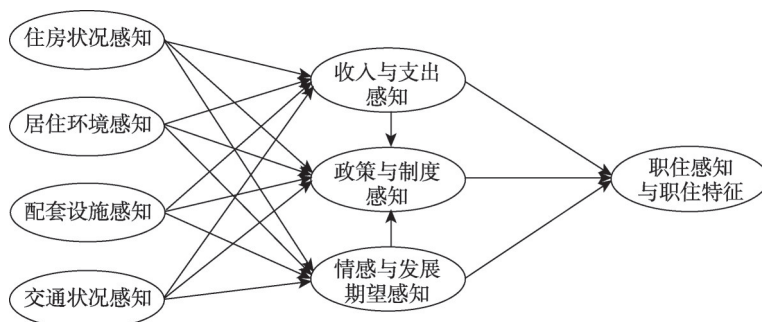 住房状况感知
居住环境感知
配套设施感知
交通状况感知
收入与支出
感知
政策与制度
感知
情感与发展
期望感知
职住感知
与职住特征